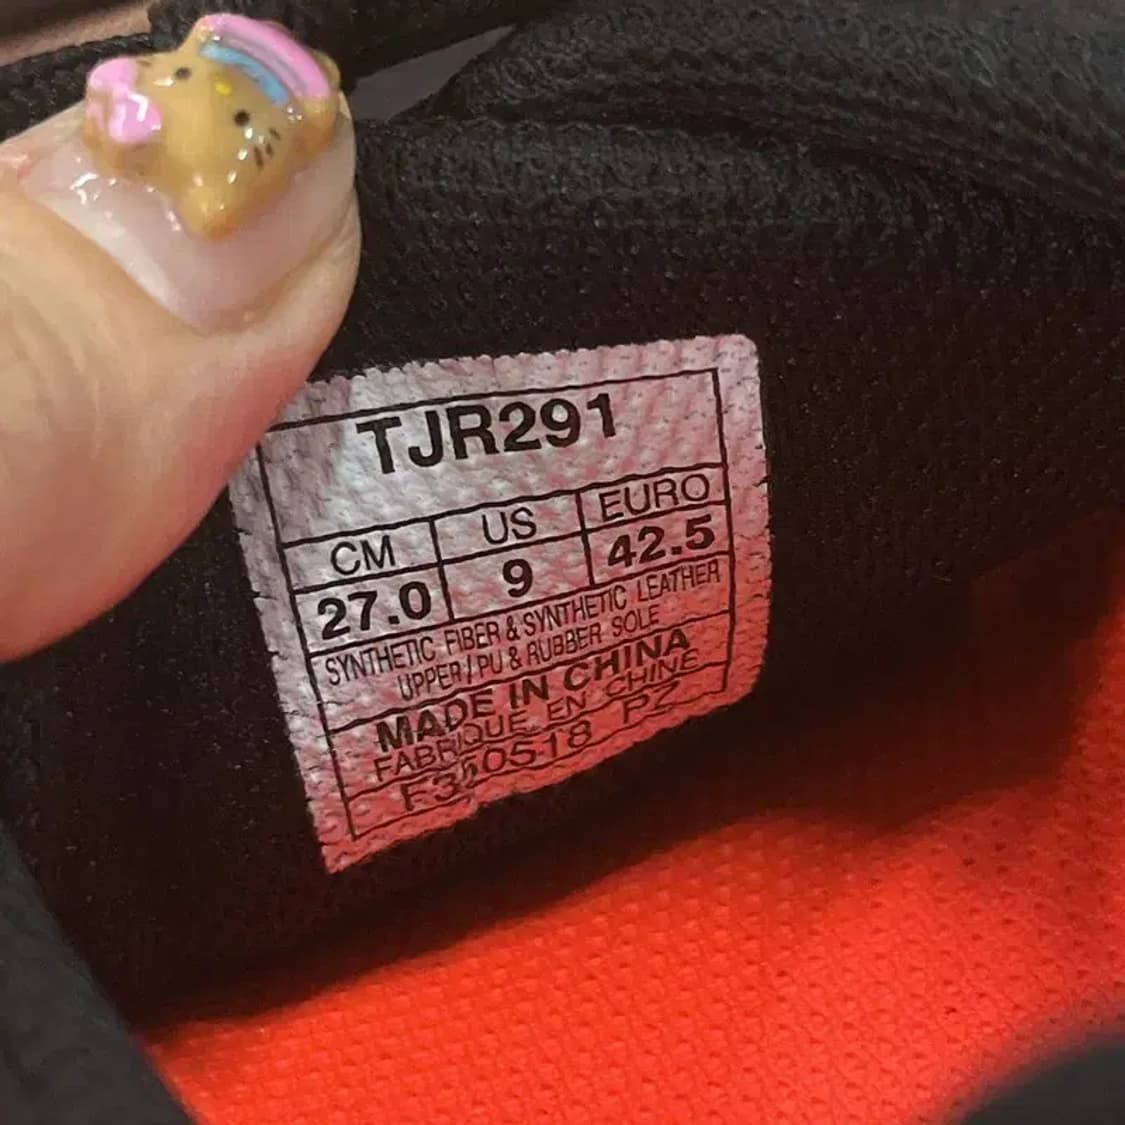 TJR291
CM US EURO
27.0 9 42.5
SYNTHETIC FIBER & SYNTHETIC LEATHER
UPPER / PU & RUBBER SOLE
MADE IN CHINA
FABRIQUE EN CHINE
PZ